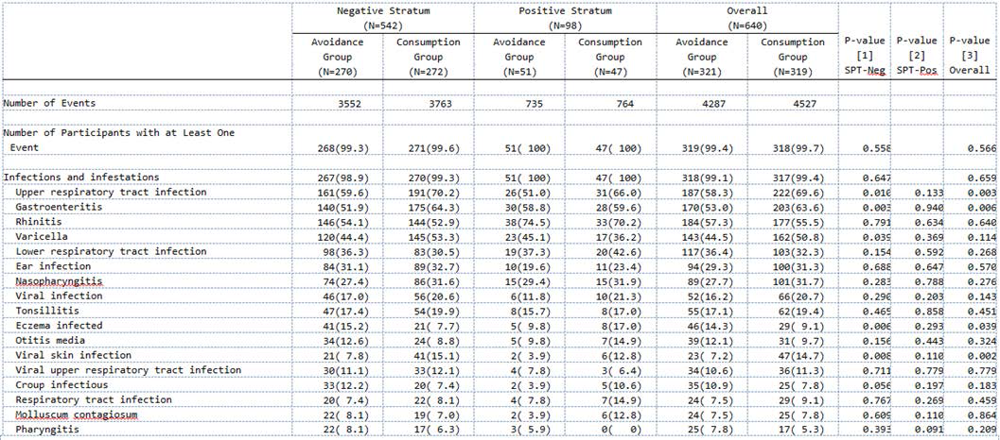 Negative Stratum Positive Stratum Overall
(N=542) (N=98) (N=640)
Avoidance Consumption Avoidance Consumption Avoidance Consumption P-value P-value P-value
Group Group Group Group Group Group [1] [2] [3]
(N=270) (N=272) (N=51) (N=47) (N=321) (N=319) SPT-Neg SPT-Pos Overall
Number of Events 3552 3763 735 764 4287 4527
Number of Participants with at Least One
Event 268(99.3) 271(99.6) 51( 100) 47( 100) 319(99.4) 318(99.7) 0.558 0.566
Infections and infestations 267(98.9) 270(99.3) 51( 100) 47( 100) 318(99.1) 317(99.4) 0.647 0.659
Upper respiratory tract infection 161(59.6) 191(70.2) 26(51.0) 31(66.0) 187(58.3) 222(69.6) 0.010 0.133 0.003
Gastroenteritis 140(51.9) 175(64.3) 30(58.8) 28(59.6) 170(53.0) 203(63.6) 0.003 0.940 0.006
Rhinitis 146(54.1) 144(52.9) 38(74.5) 33(70.2) 184(57.3) 177(55.5) 0.791 0.634 0.640
Varicella 120(44.4) 145(53.3) 23(45.1) 17(36.2) 143(44.5) 162(50.8) 0.039 0.369 0.114
Lower respiratory tract infection 98(36.3) 83(30.5) 19(37.3) 20(42.6) 117(36.4) 103(32.3) 0.154 0.592 0.268
Ear infection 84(31.1) 89(32.7) 10(19.6) 11(23.4) 94(29.3) 100(31.3) 0.688 0.647 0.570
Nasopharyngitis 74(27.4) 86(31.6) 15(29.4) 15(31.9) 89(27.7) 101(31.7) 0.283 0.788 0.276
Viral infection 46(17.0) 56(20.6) 6(11.8) 10(21.3) 52(16.2) 66(20.7) 0.290 0.203 0.143
Tonsillitis 47(17.4) 54(19.9) 8(15.7) 8(17.0) 55(17.1) 62(19.4) 0.465 0.858 0.451
Eczema infected 41(15.2) 21( 7.7) 5( 9.8) 8(17.0) 46(14.3) 29( 9.1) 0.006 0.293 0.039
Otitis media 34(12.6) 24( 8.8) 5( 9.8) 7(14.9) 39(12.1) 31( 9.7) 0.156 0.443 0.324
Viral skin infection 21( 7.8) 41(15.1) 2( 3.9) 6(12.8) 23( 7.2) 47(14.7) 0.008 0.110 0.002
Viral upper respiratory tract infection 30(11.1) 33(12.1) 4( 7.8) 3( 6.4) 34(10.6) 36(11.3) 0.711 0.779 0.779
Croup infectious 33(12.2) 20( 7.4) 2( 3.9) 5(10.6) 35(10.9) 25( 7.8) 0.056 0.197 0.183
Respiratory tract infection 20( 7.4) 22( 8.1) 4( 7.8) 7(14.9) 24( 7.5) 29( 9.1) 0.767 0.269 0.459
Molluscum contagiosum 22( 8.1) 19( 7.0) 2( 3.9) 6(12.8) 24( 7.5) 25( 7.8) 0.609 0.110 0.864
Pharyngitis 22( 8.1) 17( 6.3) 3( 5.9) 0( 0) 25( 7.8) 17( 5.3) 0.393 0.091 0.209